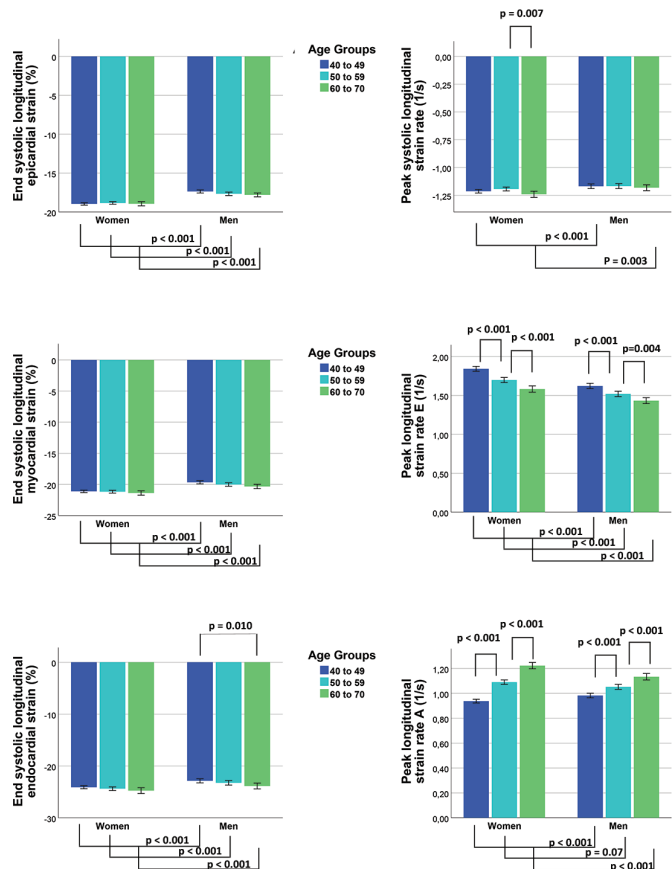 End systolic longitudinal
epicardial strain (%)
0
-5
-10
-15
-20
Women
Men
p < 0.001
p < 0.001
p < 0.001
Age Groups
40 to 49
50 to 59
60 to 70
p = 0.007
Peak systolic longitudinal
strain rate (1/s)
0,00
-0,25
-0,50
-0,75
-1,00
-1,25
Women
Men
p < 0.001
P = 0.003
End systolic longitudinal
myocardial strain (%)
0
-5
-10
-15
-20
-25
Women
Men
p < 0.001
p < 0.001
p < 0.001
Age Groups
40 to 49
50 to 59
60 to 70
p < 0.001
p < 0.001
p < 0.001
p=0.004
Peak longitudinal
strain rate E (1/s)
2,00
1,50
1,00
0,50
0,00
Women
Men
p < 0.001
p < 0.001
p < 0.001
p = 0.010
End systolic longitudinal
endocardial strain (%)
0
-10
-20
-30
Women
Men
p < 0.001
p < 0.001
p < 0.001
Age Groups
40 to 49
50 to 59
60 to 70
p < 0.001
p < 0.001
p < 0.001
p < 0.001
Peak longitudinal
strain rate A (1/s)
1,20
1,00
0,80
0,60
0,40
0,20
0,00
Women
Men
p < 0.001
p = 0.07
p < 0.001